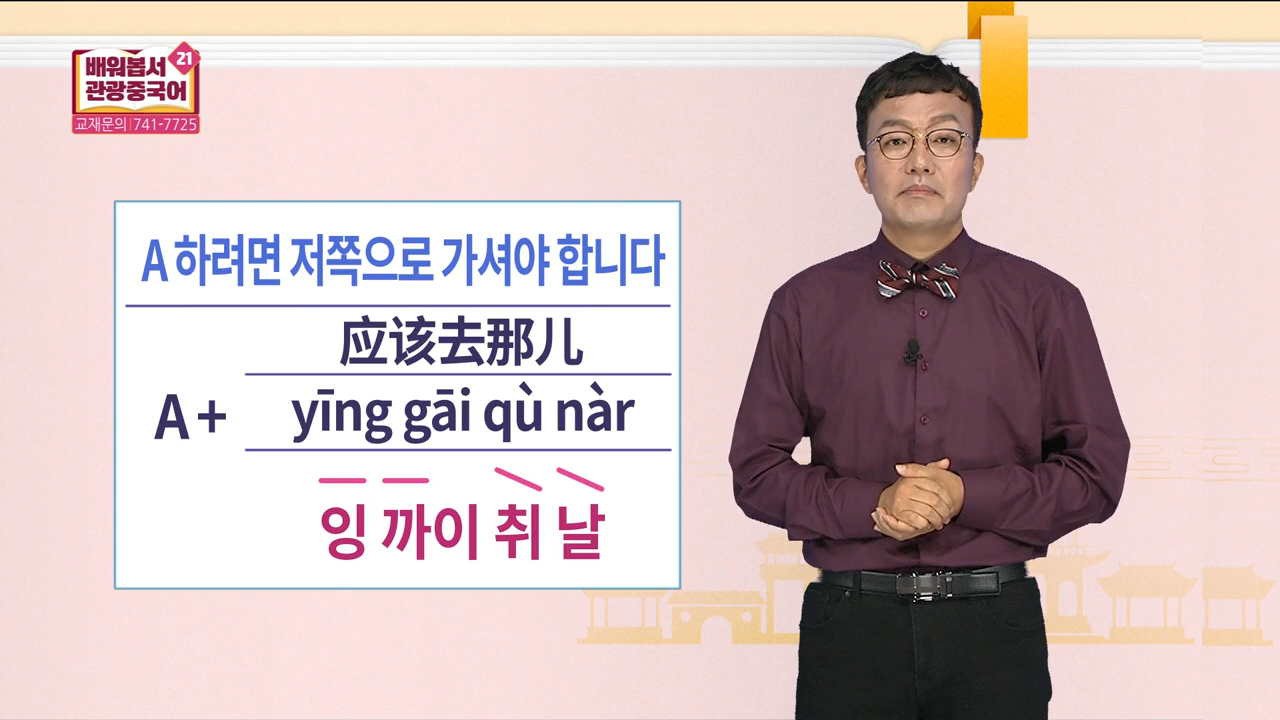 배워봅서 21
관광중국어
교재문의 | 741-7725
A 하려면 저쪽으로 가셔야 합니다
应该去那儿
A + yīng gāi qù nàr
잉 까이 취 날